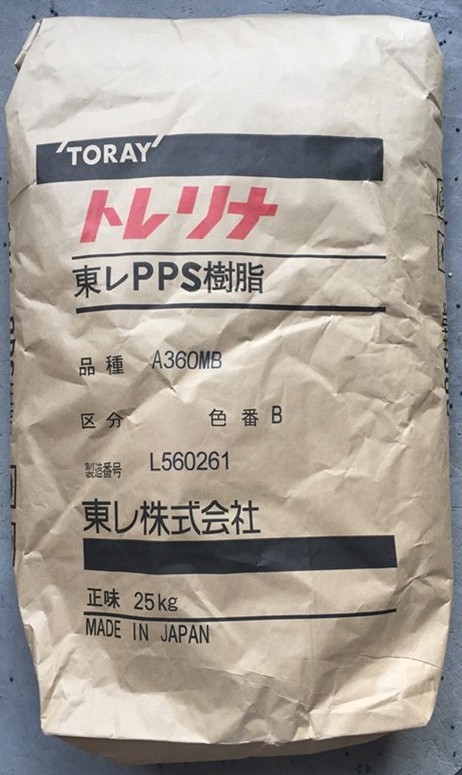 TORAY
トレリナ
東レPPS樹脂
品種 A360MB
区分 色番 B
製造番号 L560261
東レ株式会社
正味 25kg
MADE IN JAPAN